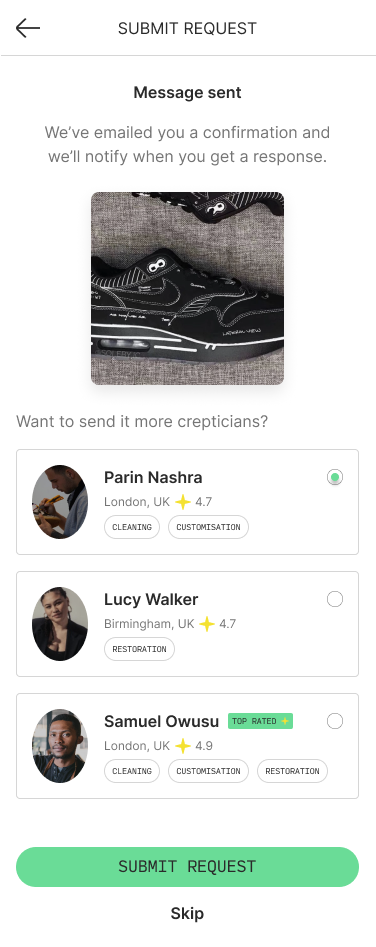 SUBMIT REQUEST
Message sent
We’ve emailed you a confirmation and
we’ll notify when you get a response.
LATERAL VIEW
Want to send it more crepticians?
Parin Nashra
London, UK 4.7
CLEANING CUSTOMISATION
Lucy Walker
Birmingham, UK 4.7
RESTORATION
Samuel Owusu TOP RATED
London, UK 4.9
CLEANING CUSTOMISATION RESTORATION
SUBMIT REQUEST
Skip